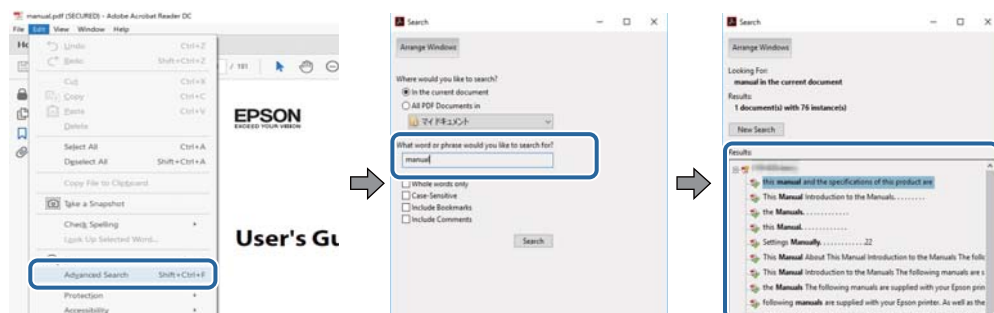 manual.pdf (SECURED) - Adobe Acrobat Reader DC
File Edit View Window Help
Undo Ctrl+Z
Redo Shift+Ctrl+Z
Cut Ctrl+X
Copy Ctrl+C
Paste Ctrl+V
Delete
Select All Ctrl+A
Deselect All Shift+Ctrl+A
Copy File to Clipboard
Take a Snapshot
Check Spelling
Look Up Selected Word...
Advanced Search Shift+Ctrl+F
Protection
Accessibility
/ 181
EPSON
EXCEED YOUR VISION
User's Gu
Search
Arrange Windows
Where would you like to search?
In the current document
All PDF Documents in
マイ ドキュメント
What word or phrase would you like to search for?
manual
Whole words only
Case-Sensitive
Include Bookmarks
Include Comments
Search
Search
Arrange Windows
Looking For:
manual in the current document
Results:
1 document(s) with 76 instance(s)
New Search
Results:
this manual and the specifications of this product are
This Manual Introduction to the Manuals. . . . . . . . .
the Manuals. . . . . . . . . . . .
this Manual. . . . . . . . . . . .
Settings Manually. . . . . . . . . . . .22
This Manual About This Manual Introduction to the Manuals The follo
This Manual Introduction to the Manuals The following manuals are s
the Manuals The following manuals are supplied with your Epson prin
following manuals are supplied with your Epson printer. As well as the